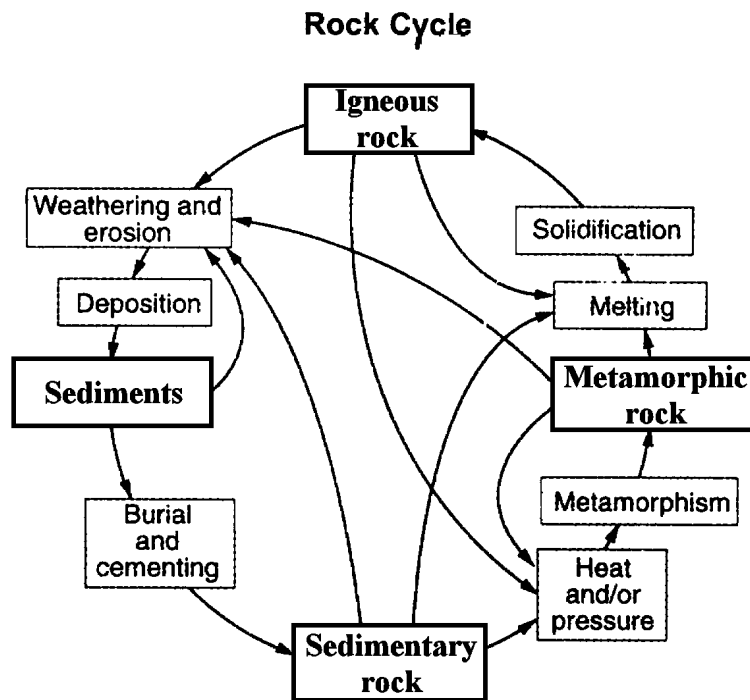 Rock Cycle
Igneous
rock
Weathering and
erosion
Solidification
Deposition
Melting
Sediments
Metamorphic
rock
Burial
and
cementing
Metamorphism
Heat
and/or
pressure
Sedimentary
rock